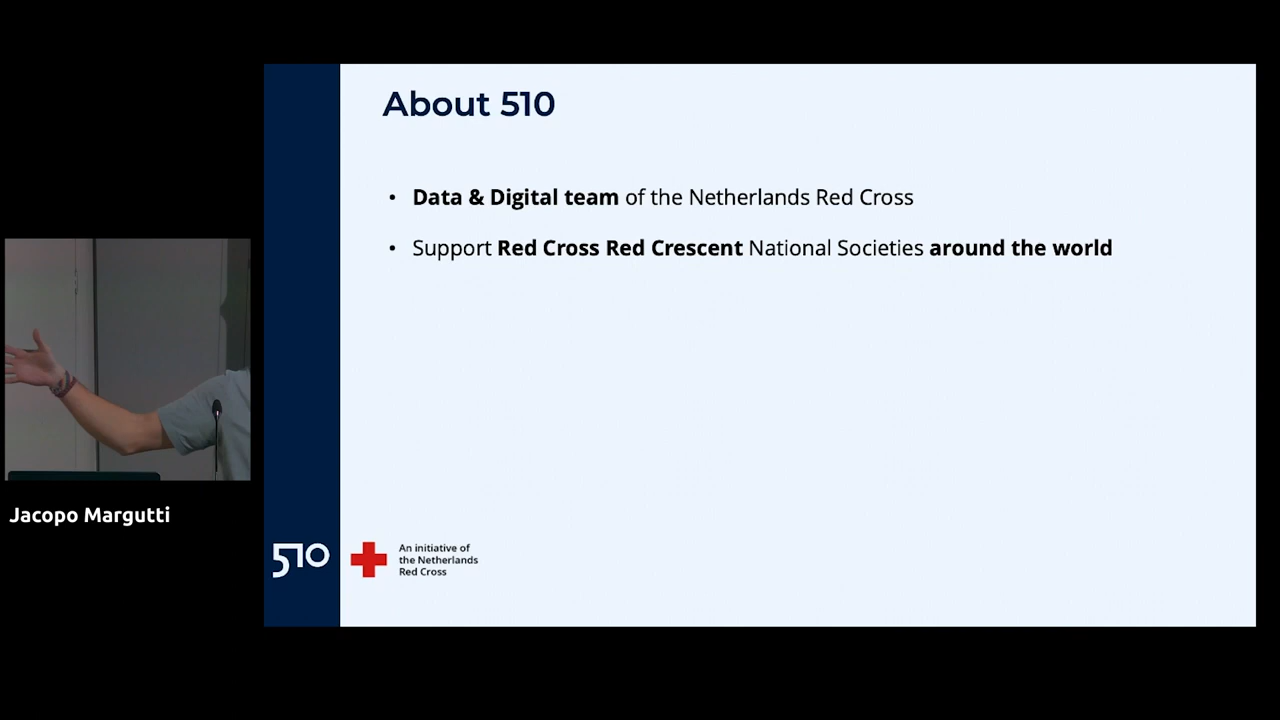 About 510
• Data & Digital team of the Netherlands Red Cross
• Support Red Cross Red Crescent National Societies around the world
Jacopo Margutti
510
An initiative of
the Netherlands
Red Cross